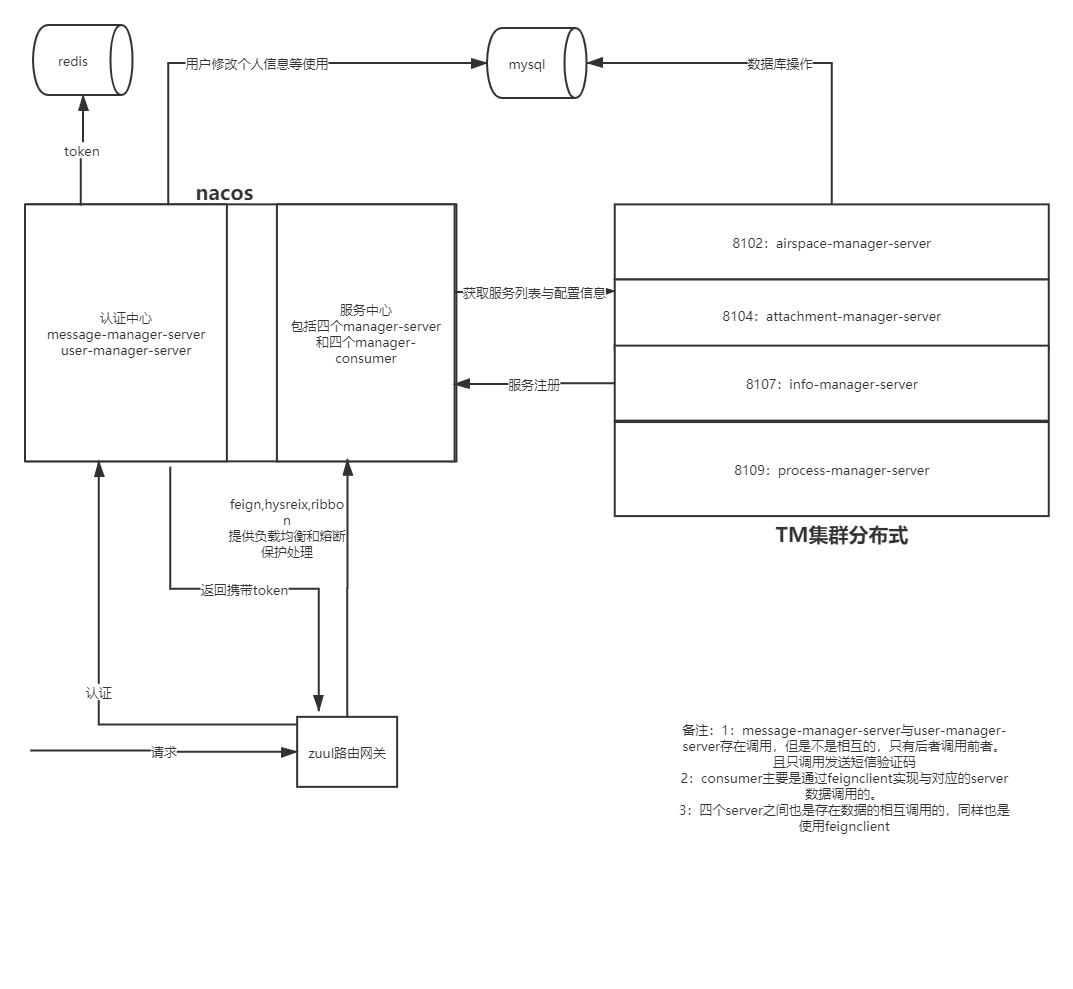 redis
用户修改个人信息等使用
mysql
数据库操作
token
nacos
认证中心
message-manager-server
user-manager-server
服务中心
包括四个manager-server
和四个manager-
consumer
获取服务列表与配置信息
服务注册
8102：airspace-manager-server
8104：attachment-manager-server
8107：info-manager-server
8109：process-manager-server
TM集群分布式
feign,hysreix,ribbo
n
提供负载均衡和熔断
保护处理
返回携带token
认证
请求
zuul路由网关
备注：1：message-manager-server与user-manager-
server存在调用，但是不是相互的，只有后者调用前者。
且只调用发送短信验证码
2：consumer主要是通过feignclient实现与对应的server
数据调用的。
3：四个server之间也是存在数据的相互调用的，同样也是
使用feignclient